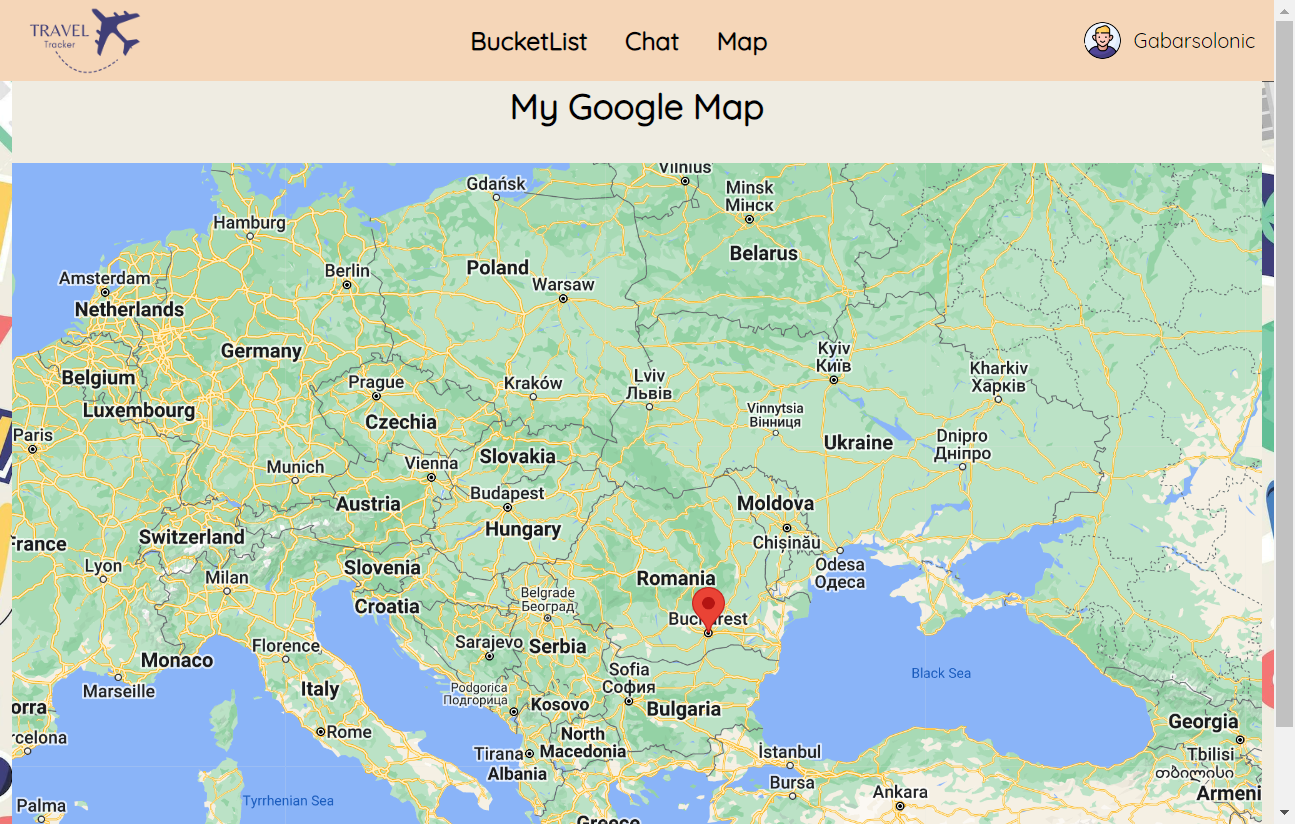 TRAVEL
Tracker
BucketList Chat Map
Gabarsolonic
My Google Map
Vilnius
Gdańsk
Minsk
Мінск
Hamburg
Belarus
Berlin
Poland
Amsterdam
Warsaw
Netherlands
Germany
Kyiv
Київ
Belgium
Prague
Kraków
Lviv
Львів
Kharkiv
Харків
Luxembourg
Czechia
Vinnytsia
Вінниця
Paris
Ukraine
Dnipro
Дніпро
Munich
Vienna
Slovakia
Austria
Budapest
Moldova
Switzerland
Hungary
France
Chișinău
Lyon
Slovenia
Odesa
Одеса
Milan
Romania
Croatia
Belgrade
Београд
Florence
Sarajevo
Serbia
Monaco
Sofia
София
Black Sea
Marseille
Italy
Podgorica
Подгорица
Kosovo
Bulgaria
orra
Georgia
rcelona
Rome
North
Macedonia
Tirana
İstanbul
Tbilisi
თბილისი
Albania
Bursa
Ankara
Armeni
Palma
Tyrrhenian Sea
Greece